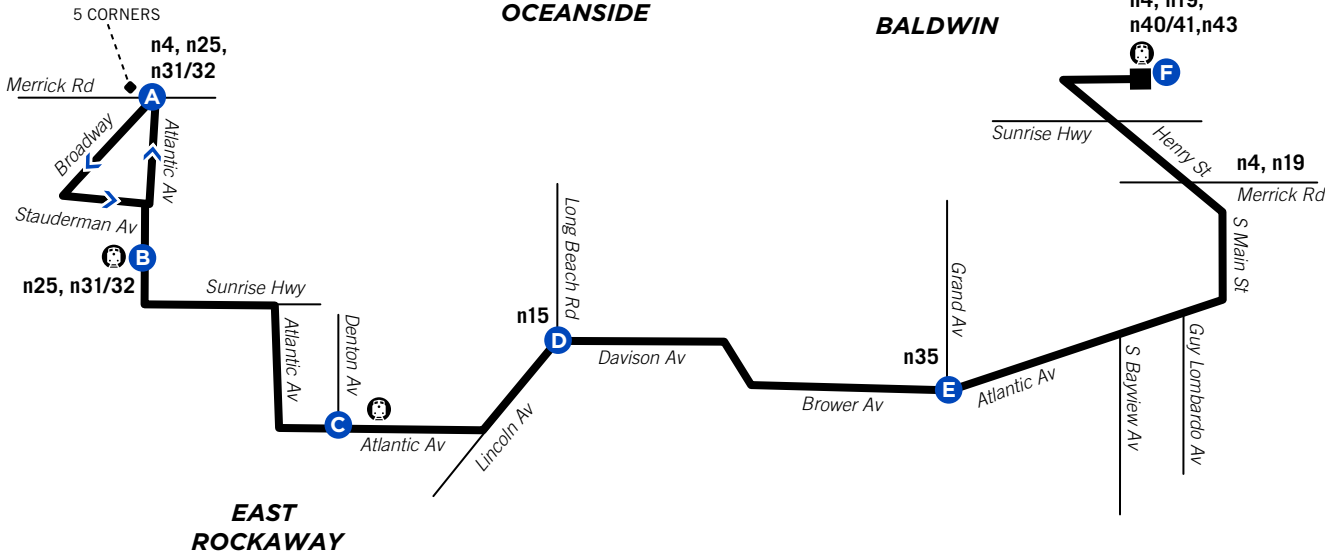 5 CORNERS
n4, n25,
n31/32
OCEANSIDE
BALDWIN
n4, n19,
n40/41,n43
F
Merrick Rd
A
Broadway
Atlantic Av
Stauderman Av
B
n25, n31/32
Sunrise Hwy
Atlantic Av
Denton Av
C
Atlantic Av
Lincoln Av
EAST
ROCKAWAY
Long Beach Rd
n15
D
Davison Av
Brower Av
Grand Av
n35
E
Atlantic Av
S Bayview Av
Guy Lombardo Av
S Main St
Sunrise Hwy
Henry St
n4, n19
Merrick Rd